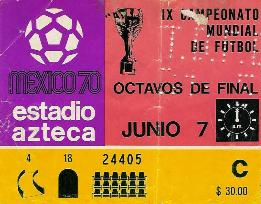 IX CAMPEONATO
MUNDIAL
DE FUTBOL
MEXICO 70
OCTAVOS DE FINAL
estadio
azteca
JUNIO 7
1
a.m.
4 18 24405
C
$ 30.00